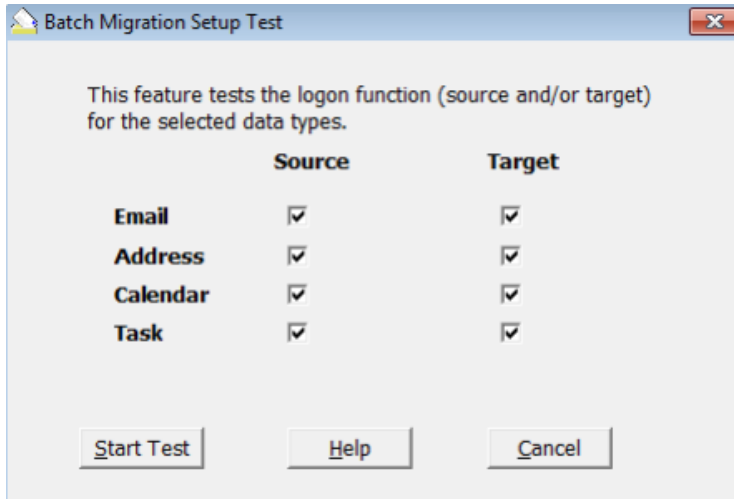 Batch Migration Setup Test
This feature tests the logon function (source and/or target)
for the selected data types.
Source Target
Email
Address
Calendar
Task
Start Test Help Cancel